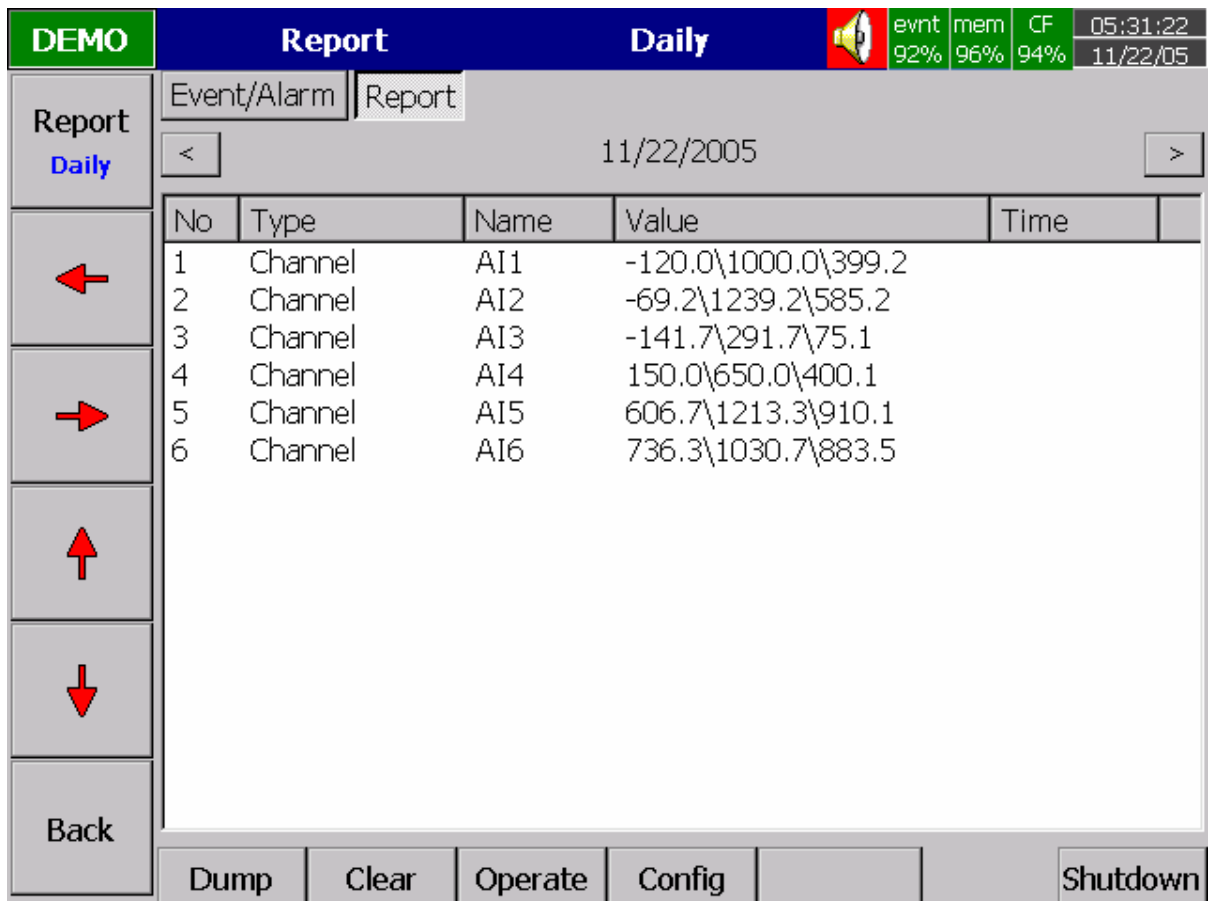 DEMO Report Daily evnt mem CF 05:31:22
92% 96% 94% 11/22/05
Report
Daily
Event/Alarm Report
< 11/22/2005 >
No Type Name Value Time
1 Channel AI1 -120.0\1000.0\399.2
2 Channel AI2 -69.2\1239.2\585.2
3 Channel AI3 -141.7\291.7\75.1
4 Channel AI4 150.0\650.0\400.1
5 Channel AI5 606.7\1213.3\910.1
6 Channel AI6 736.3\1030.7\883.5
Back
Dump Clear Operate Config Shutdown